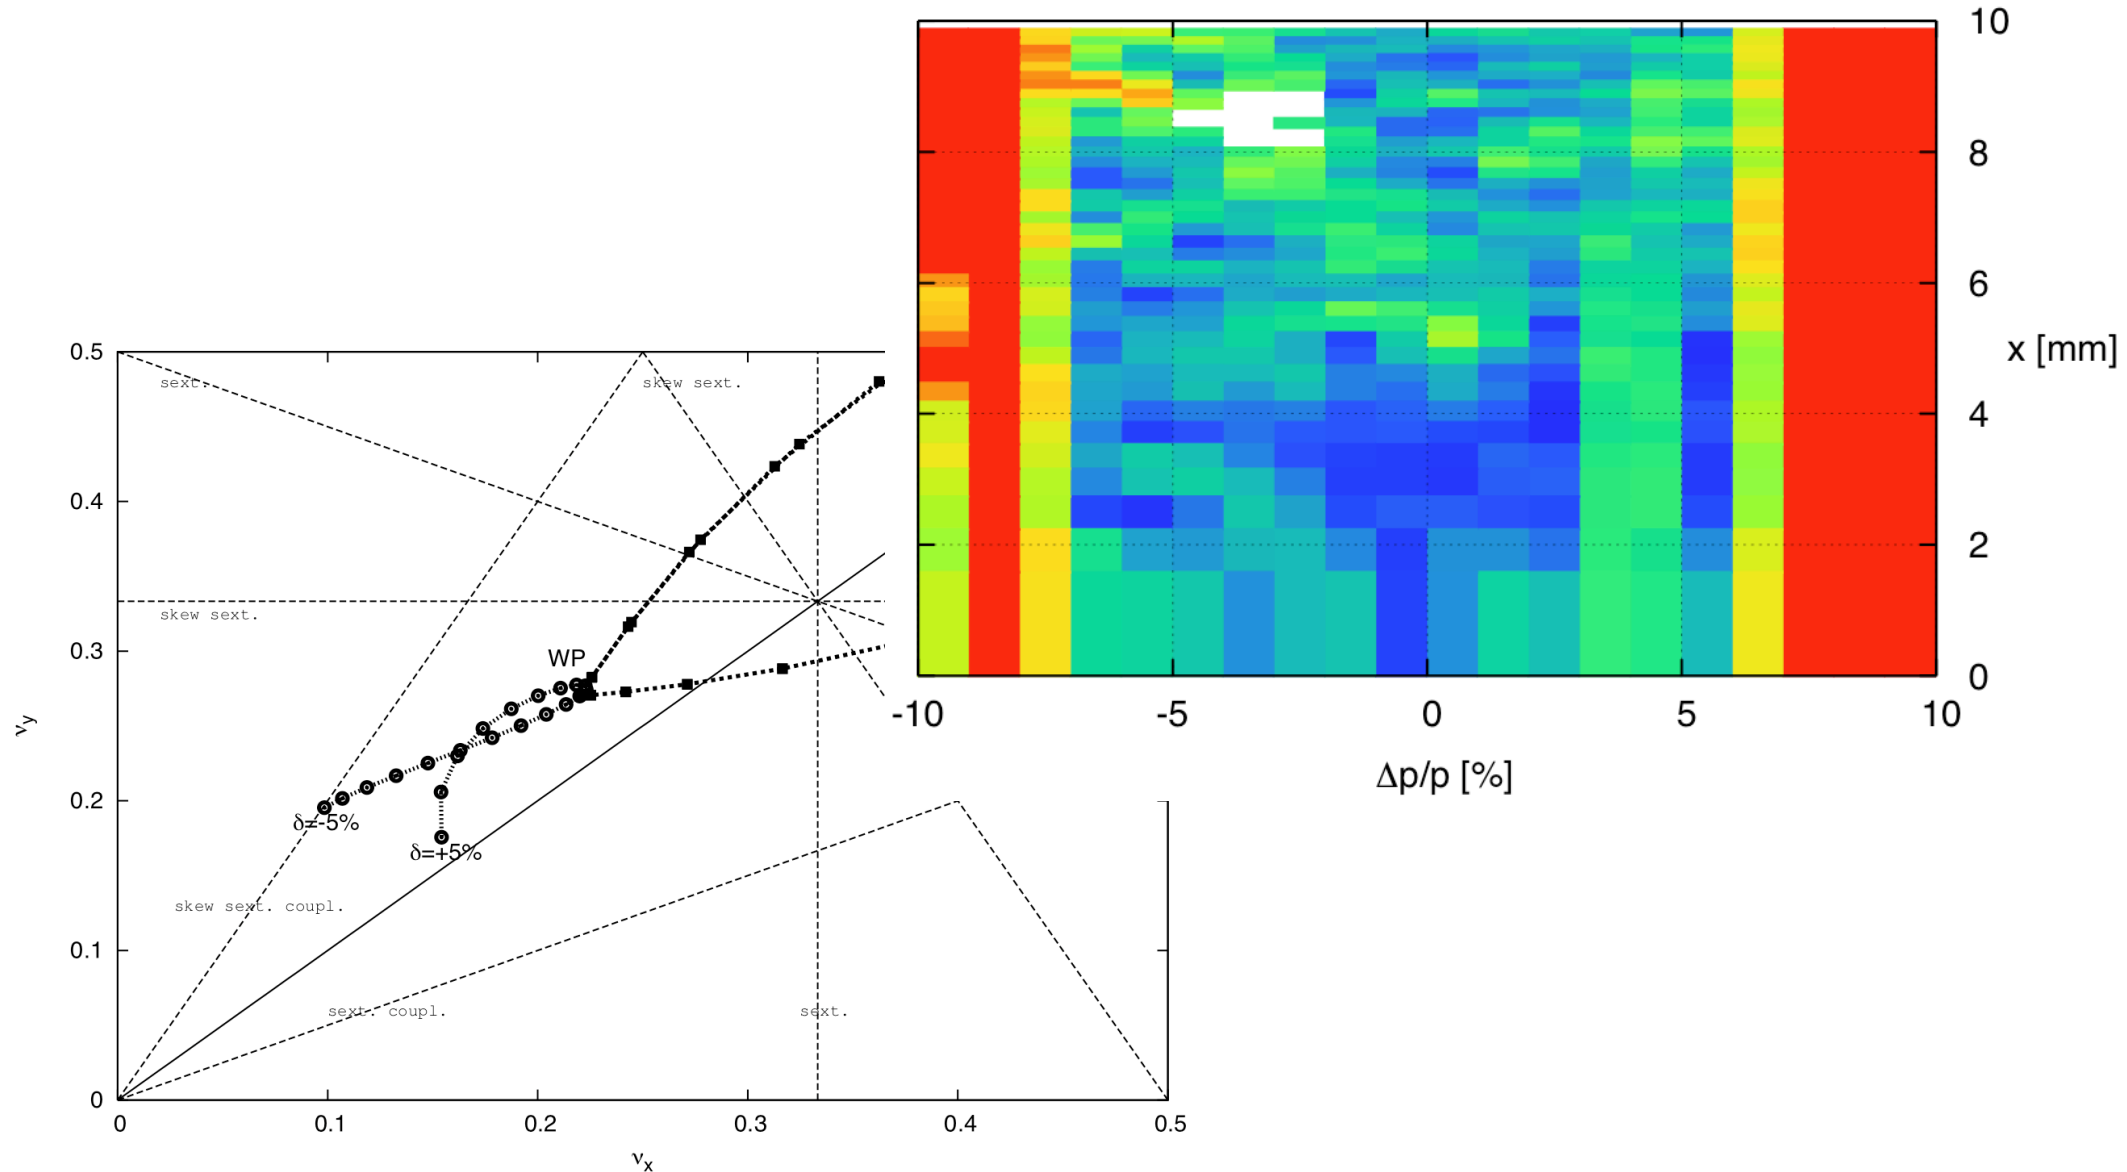 10
8
6
x [mm]
4
2
0
-10
-5
0
5
10
Δp/p [%]
0.5
sext.
skew sext.
0.4
skew sext.
0.3
WP
νy
0.2
δ=-5%
δ=+5%
skew sext. coupl.
0.1
sext. coupl.
sext.
0
0
0.1
0.2
0.3
0.4
0.5
νx